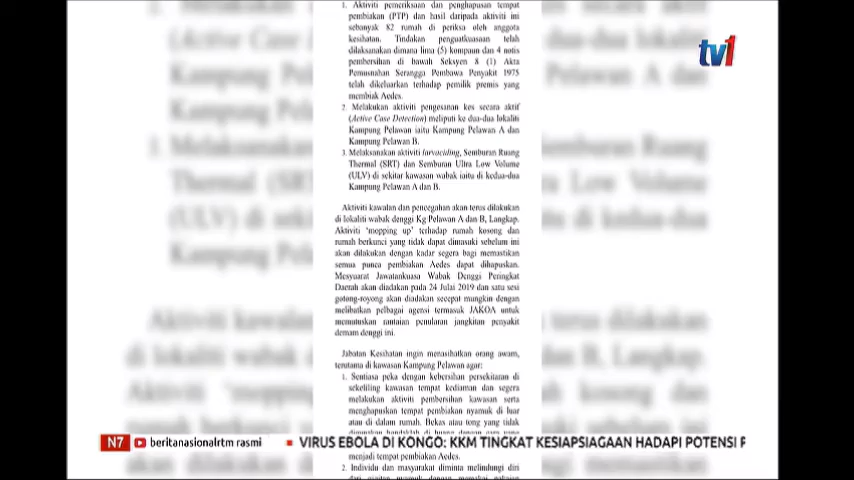 1. Aktiviti pemeriksaan dan penghapusan tempat
pembiakan (PTP) dan hasil daripada aktiviti ini
sebanyak 82 rumah di periksa oleh anggota
kesihatan. Tindakan penguatkuasaan telah
dilaksanakan dimana lima (5) kompaun dan 4 notis
pembersihan di bawah Seksyen 8 (1) Akta
Pemusnahan Serangga Pembawa Penyakit 1975
telah dikeluarkan terhadap pemilik premis yang
membiak Aedes.
2. Melakukan aktiviti pengesanan kes secara aktif
(Active Case Detection) meliputi ke dua-dua lokaliti
Kampung Pelawan iaitu Kampung Pelawan A dan
Kampung Pelawan B.
3. Melaksanakan aktiviti larvaciding, Semburan Ruang
Thermal (SRT) dan Semburan Ultra Low Volume
(ULV) di sekitar kawasan wabak iaitu di kedua-dua
Kampung Pelawan A dan B.
Aktiviti kawalan dan pencegahan akan terus dilakukan
di lokaliti wabak denggi Kg Pelawan A dan B, Langkap.
Aktiviti 'mopping up' terhadap rumah kosong dan
rumah berkunci yang tidak dapat dimasuki sebelum ini
akan dilakukan dengan kadar segera bagi memastikan
semua punca pembiakan Aedes dapat dihapuskan.
Mesyuarat Jawatankuasa Wabak Denggi Peringkat
Daerah akan diadakan pada 24 Julai 2019 dan satu sesi
gotong-royong akan diadakan secepat mungkin dengan
melibatkan pelbagai agensi termasuk JAKOA untuk
memutuskan rantaian penularan jangkitan penyakit
demam denggi ini.
Jabatan Kesihatan ingin menasihatkan orang awam,
terutama di kawasan Kampung Pelawan agar:
1. Sentiasa peka dengan kebersihan persekitaran di
sekeliling kawasan tempat kediaman dan segera
melakukan aktiviti pembersihan kawasan serta
menghapuskan tempat pembiakan nyamuk di luar
atau di dalam rumah. Bekas atau tong yang tidak
menjadi tempat pembiakan Aedes.
2. Individu dan masyarakat diminta melindungi diri
tv1
N7 beritanasionalrtm rasmi
VIRUS EBOLA DI KONGO: KKM TINGKAT KESIAPSIAGAAN HADAPI POTENSI